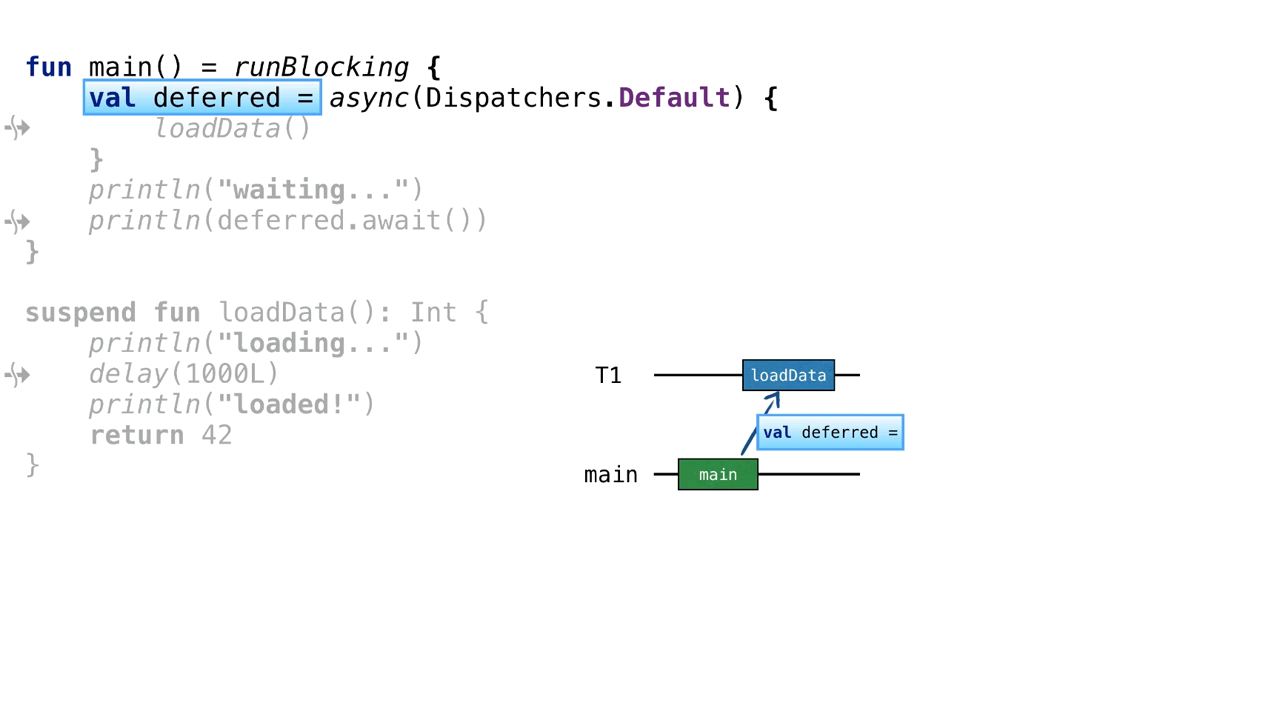 fun main() = runBlocking {
    val deferred = async(Dispatchers.Default) {
        loadData()
    }
    println("waiting...")
    println(deferred.await())
}
suspend fun loadData(): Int {
    println("loading...")
    delay(1000L)
    println("loaded!")
    return 42
}
T1 loadData
val deferred =
main main